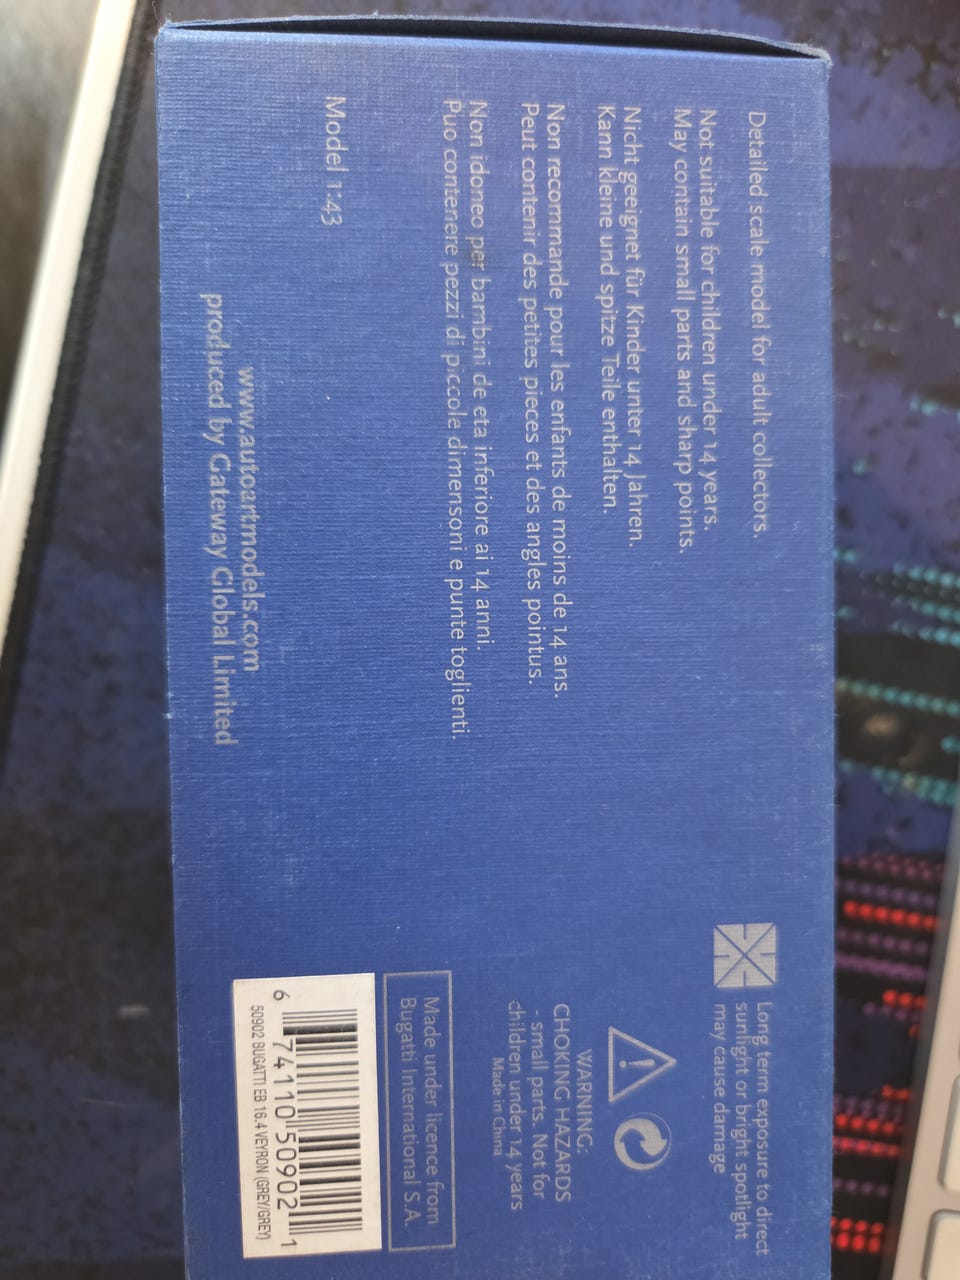 Detailed scale model for adult collectors.
Not suitable for children under 14 years.
May contain small parts and sharp points.
Nicht geeignet für Kinder unter 14 Jahren.
Kann kleine und spitze Teile enthalten.
Non recommande pour les enfants de moins de 14 ans.
Peut contenir des petites pieces et des angles pointus.
Non idoneo per bambini de eta inferiore ai 14 anni.
Puo contenere pezzi di piccole dimensoni e punte toglienti.
Model 1:43
www.autoartmodels.com
produced by Gateway Global Limited
Long term exposure to direct
sunlight or bright spotlight
may cause damage
WARNING:
CHOKING HAZARDS
- small parts. Not for
children under 14 years.
Made in China
Made under licence from
Bugatti International S.A.
6 74110 50902 1
50902 BUGATTI EB 16.4 VEYRON (GREY/GREY)